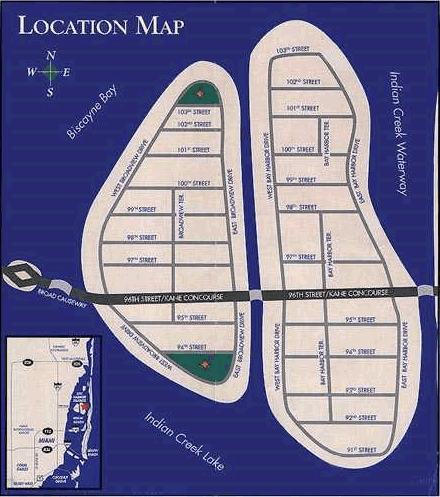 LOCATION MAP
N
W E
S
Biscayne Bay
Indian Creek Waterway
Indian Creek Lake
103RD STREET
102ND STREET
101ST STREET
100TH STREET
99TH STREET
98TH STREET
97TH STREET
WEST BROADVIEW DRIVE
BROADVIEW TER.
EAST BROADVIEW DRIVE
BROAD CAUSEWAY
96TH STREET/KANE CONCOURSE
95TH STREET
WEST BROADVIEW DRIVE
EAST BROADVIEW DRIVE
103RD STREET
102ND STREET
101ST STREET
BAY HARBOR TER.
100TH STREET
99TH STREET
98TH STREET
WEST BAY HARBOR DRIVE
EAST BAY HARBOR DRIVE
BAY HARBOR TER.
97TH STREET
96TH STREET/KANE CONCOURSE
95TH STREET
94TH STREET
93RD STREET
92ND STREET
91ST STREET
WEST BAY HARBOR DRIVE
BAY HARBOR TER.
EAST BAY HARBOR DRIVE
MIAMI